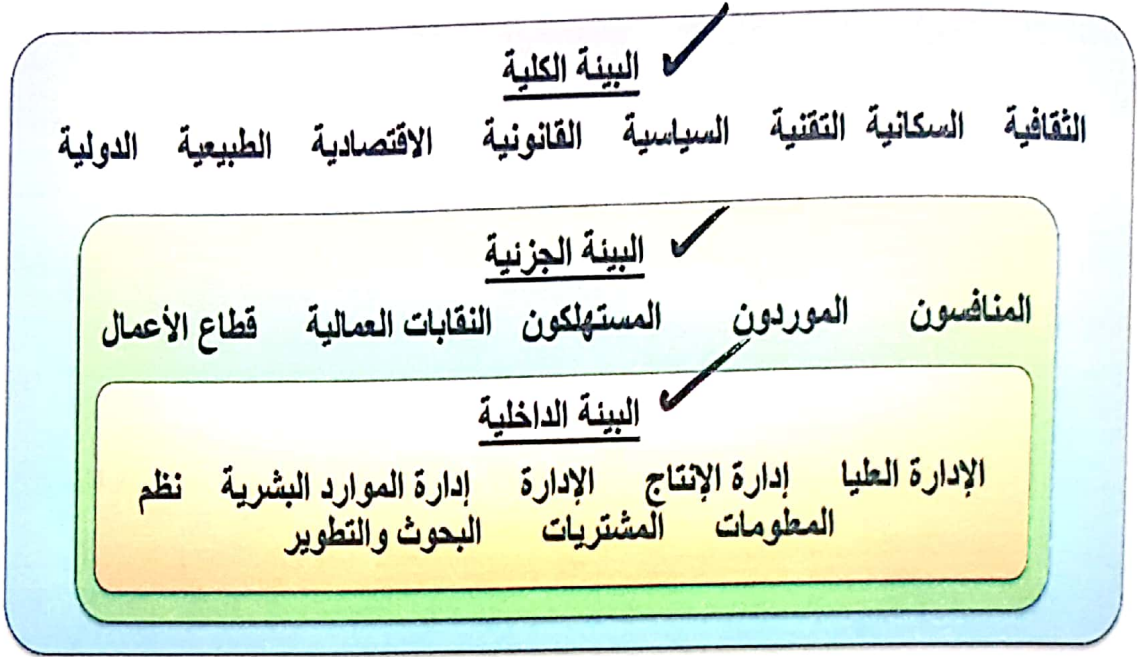 البيئة الكلية
الثقافية السكانية التقنية السياسية القانونية الاقتصادية الطبيعية الدولية
البيئة الجزئية
المنافسون الموردون المستهلكون النقابات العمالية قطاع الأعمال
البيئة الداخلية
الإدارة العليا إدارة الإنتاج الإدارة إدارة الموارد البشرية نظم
المعلومات المشتريات البحوث والتطوير